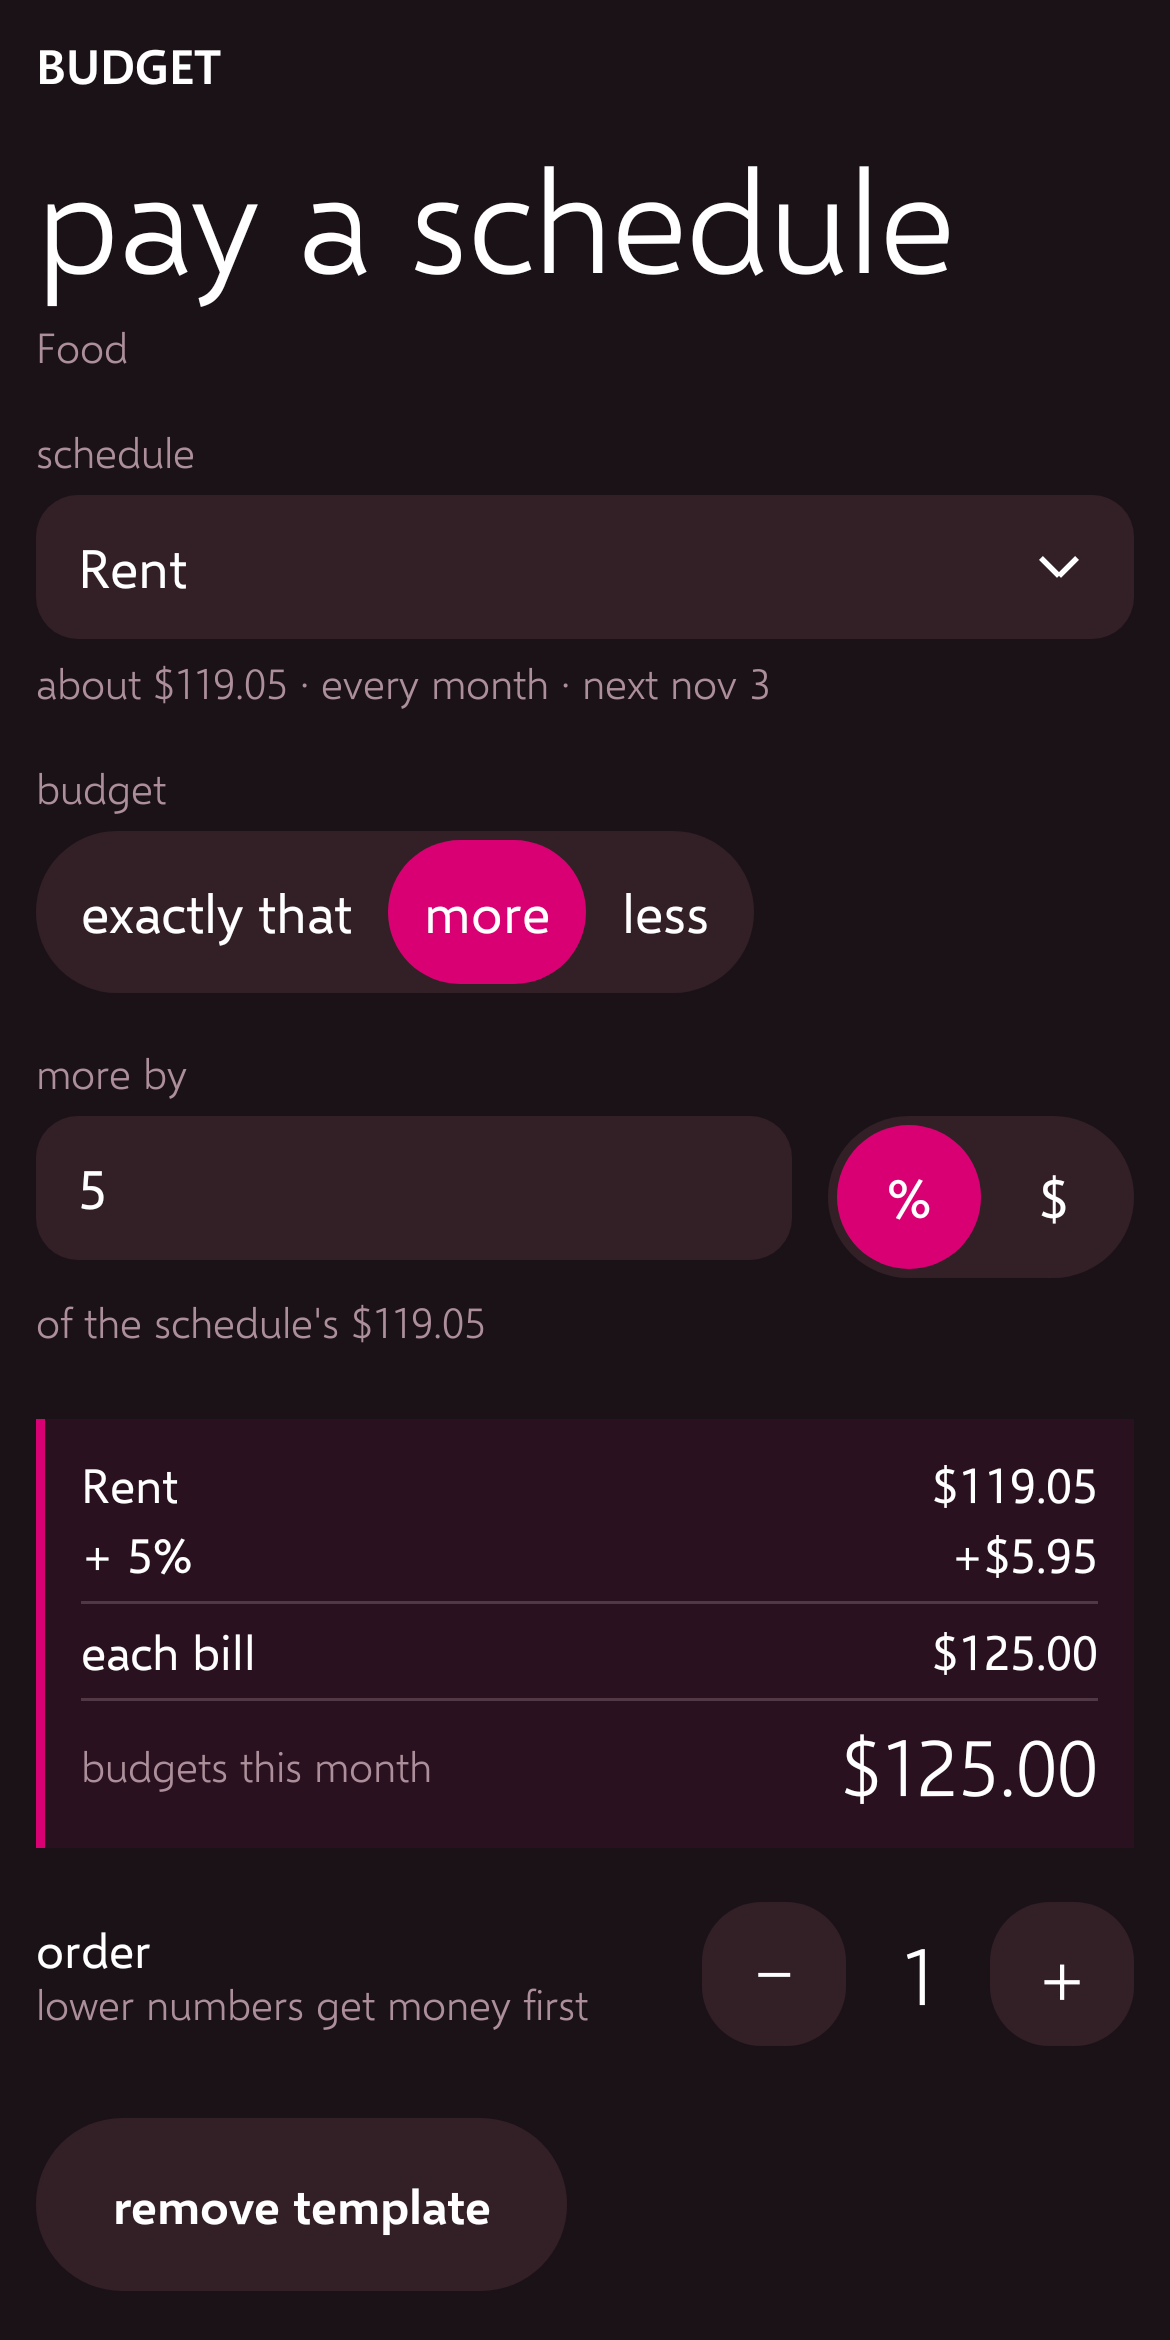 BUDGET
pay a schedule
Food
schedule
Rent
about $119.05 · every month · next nov 3
budget
exactly that more less
more by
5 % $
of the schedule's $119.05
Rent $119.05
+ 5% +$5.95
each bill $125.00
budgets this month $125.00
order
lower numbers get money first
− 1 +
remove template